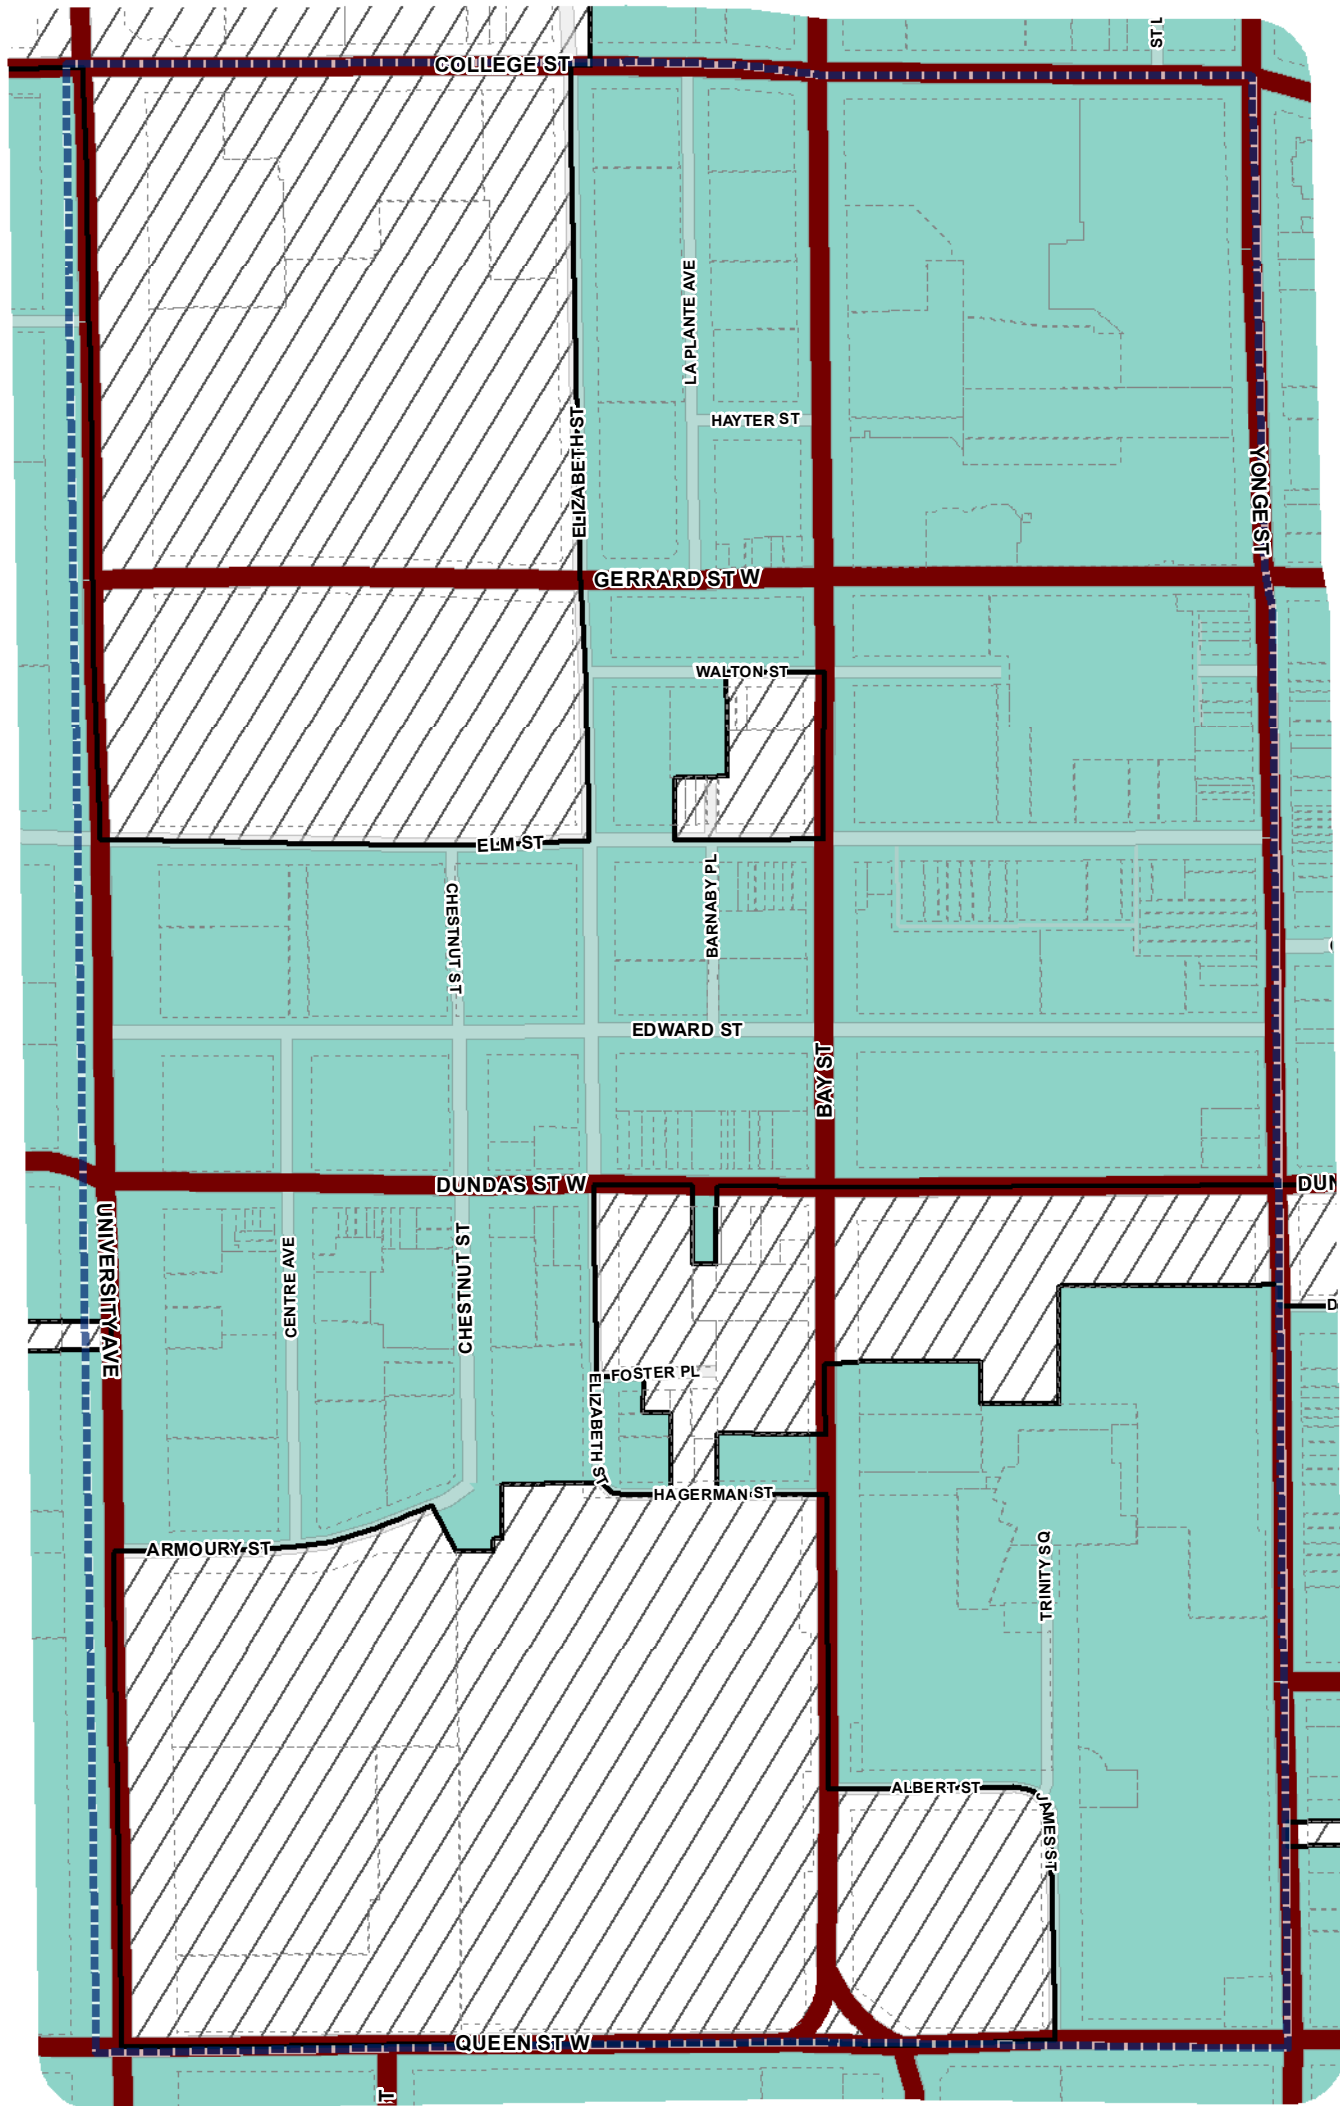 ST L
COLLEGE ST
LA PLANTE AVE
HAYTER ST
ELIZABETH ST
YONGE ST
GERRARD ST W
WALTON ST
ELM ST
CHESTNUT ST
BARNABY PL
EDWARD ST
BAY ST
DUNDAS ST W
DUN
UNIVERSITY AVE
CENTRE AVE
CHESTNUT ST
D
FOSTER PL
ELIZABETH ST
HAGERMAN ST
ARMOURY ST
TRINITY SQ
ALBERT ST
JAMES ST
QUEEN ST W
T